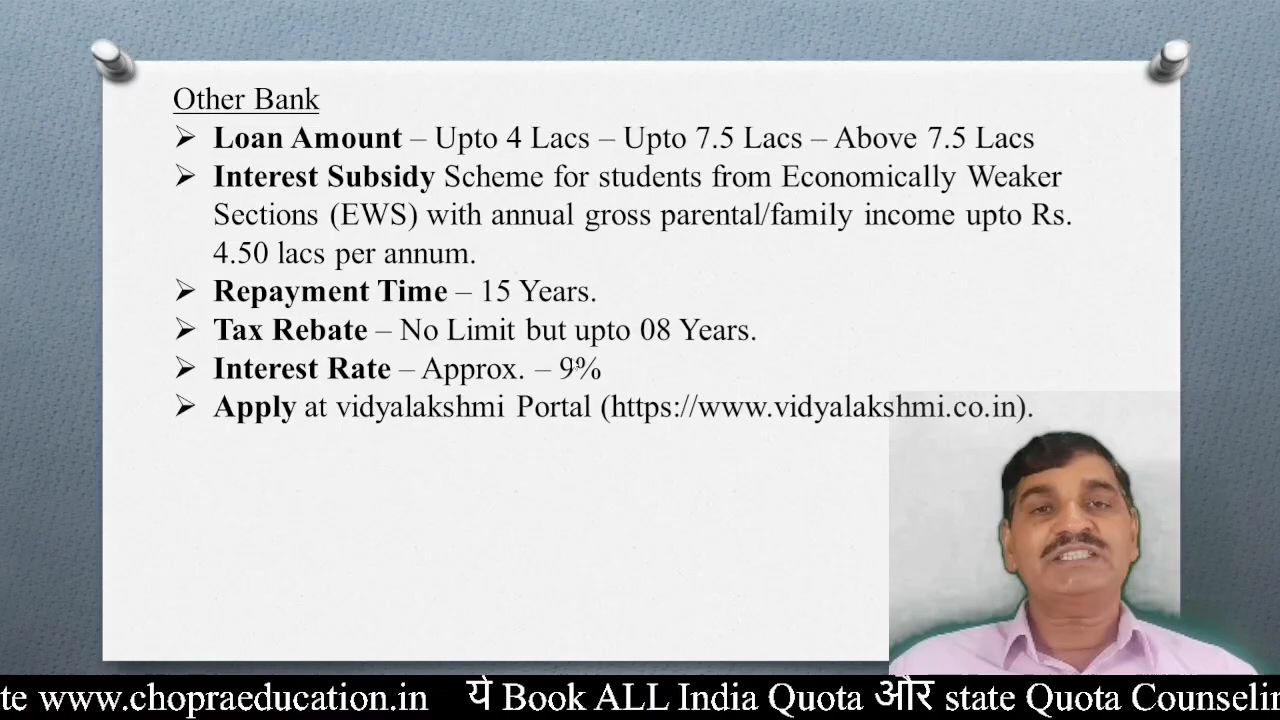 Other Bank
➢ Loan Amount – Upto 4 Lacs – Upto 7.5 Lacs – Above 7.5 Lacs
➢ Interest Subsidy Scheme for students from Economically Weaker
Sections (EWS) with annual gross parental/family income upto Rs.
4.50 lacs per annum.
➢ Repayment Time – 15 Years.
➢ Tax Rebate – No Limit but upto 08 Years.
➢ Interest Rate – Approx. – 9%
➢ Apply at vidyalakshmi Portal (https://www.vidyalakshmi.co.in).
te www.chopraeducation.in ये Book ALL India Quota और state Quota Counselin